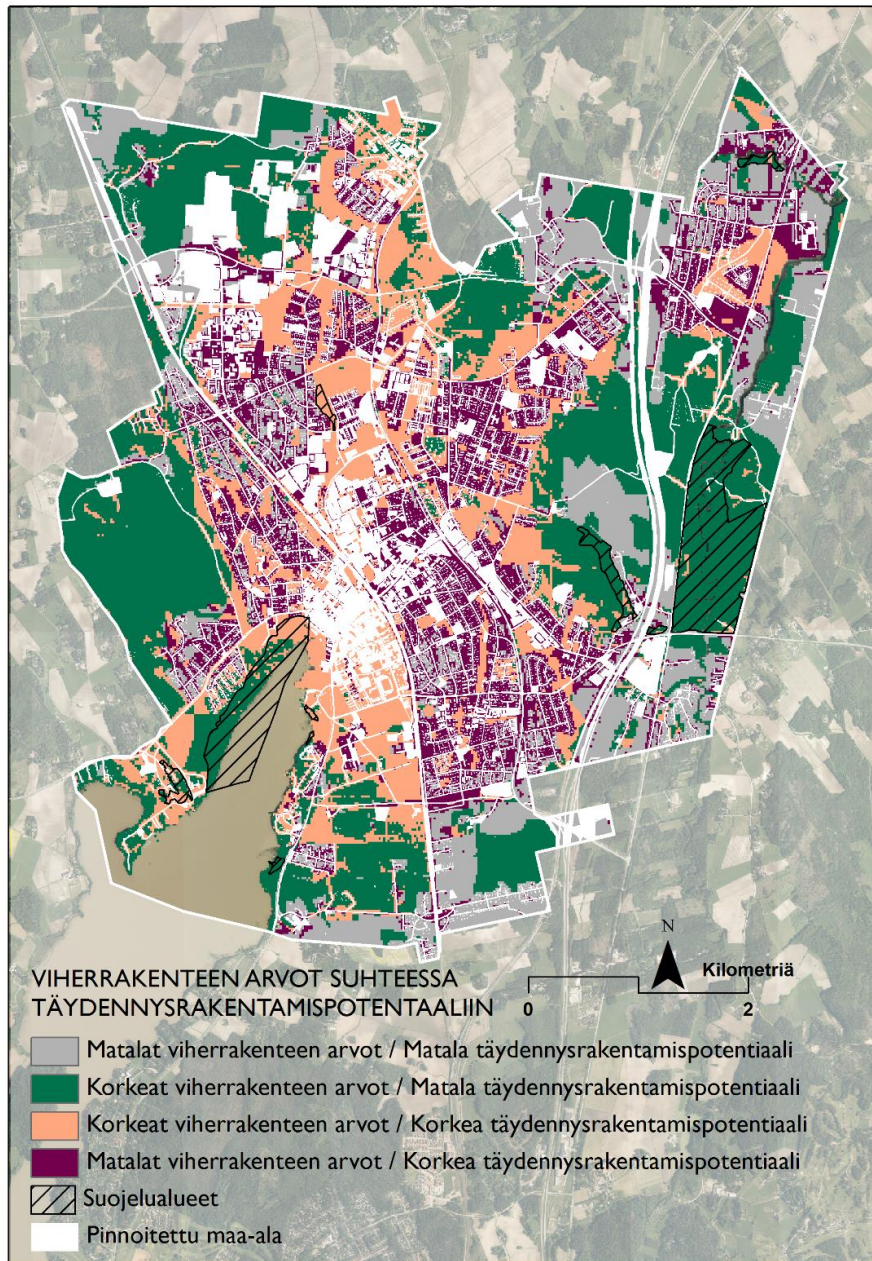 VIHERRAKENTEEN ARVOT SUHTEESSA
TÄYDENNYSRAKENTAMISPOTENTAALIIN
N
Kilometriä
0 2
Matalat viherrakenteen arvot / Matala täydennysrakentamispotentiaali
Korkeat viherrakenteen arvot / Matala täydennysrakentamispotentiaali
Korkeat viherrakenteen arvot / Korkea täydennysrakentamispotentiaali
Matalat viherrakenteen arvot / Korkea täydennysrakentamispotentiaali
Suojelualueet
Pinnoitettu maa-ala